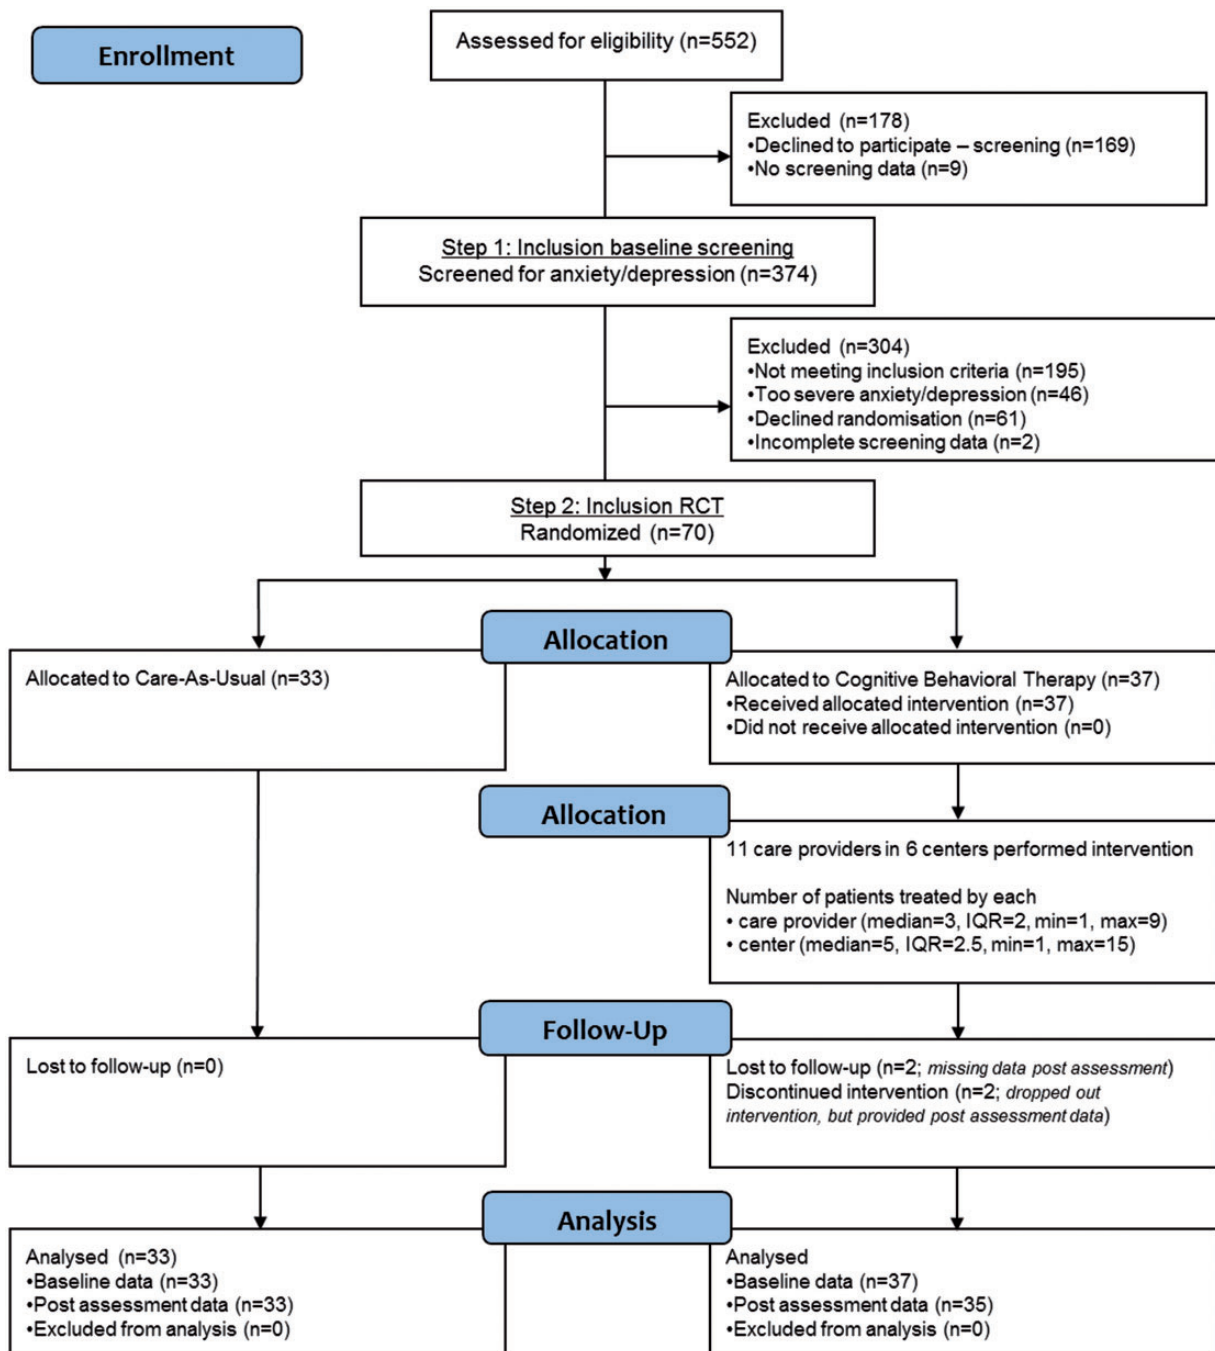 Enrollment
Assessed for eligibility (n=552)
Excluded (n=178)
•Declined to participate – screening (n=169)
•No screening data (n=9)
Step 1: Inclusion baseline screening
Screened for anxiety/depression (n=374)
Excluded (n=304)
•Not meeting inclusion criteria (n=195)
•Too severe anxiety/depression (n=46)
•Declined randomisation (n=61)
•Incomplete screening data (n=2)
Step 2: Inclusion RCT
Randomized (n=70)
Allocation
Allocated to Care-As-Usual (n=33)
Allocated to Cognitive Behavioral Therapy (n=37)
•Received allocated intervention (n=37)
•Did not receive allocated intervention (n=0)
Allocation
11 care providers in 6 centers performed intervention
Number of patients treated by each
• care provider (median=3, IQR=2, min=1, max=9)
• center (median=5, IQR=2.5, min=1, max=15)
Follow-Up
Lost to follow-up (n=0)
Lost to follow-up (n=2; missing data post assessment)
Discontinued intervention (n=2; dropped out
intervention, but provided post assessment data)
Analysis
Analysed (n=33)
•Baseline data (n=33)
•Post assessment data (n=33)
•Excluded from analysis (n=0)
Analysed
•Baseline data (n=37)
•Post assessment data (n=35)
•Excluded from analysis (n=0)